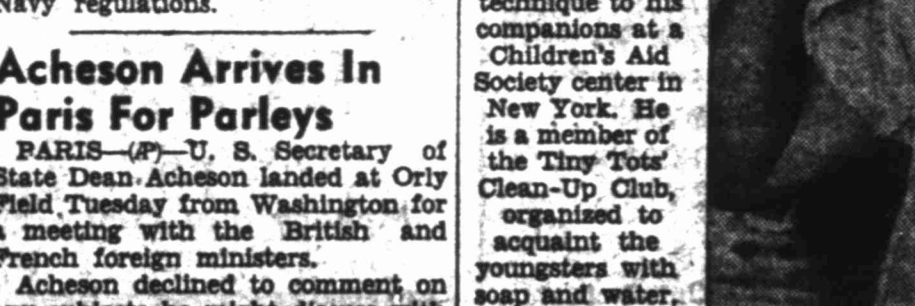 Navy regulations.
Acheson Arrives In
Paris For Parleys
PARIS—(AP)—U. S. Secretary of
State Dean Acheson landed at Orly
Field Tuesday from Washington for
a meeting with the British and
French foreign ministers.
Acheson declined to comment on
technique to his
companions at a
Children's Aid
Society center in
New York. He
is a member of
the Tiny Tots'
Clean-Up Club,
organized to
acquaint the
youngsters with
soap and water.